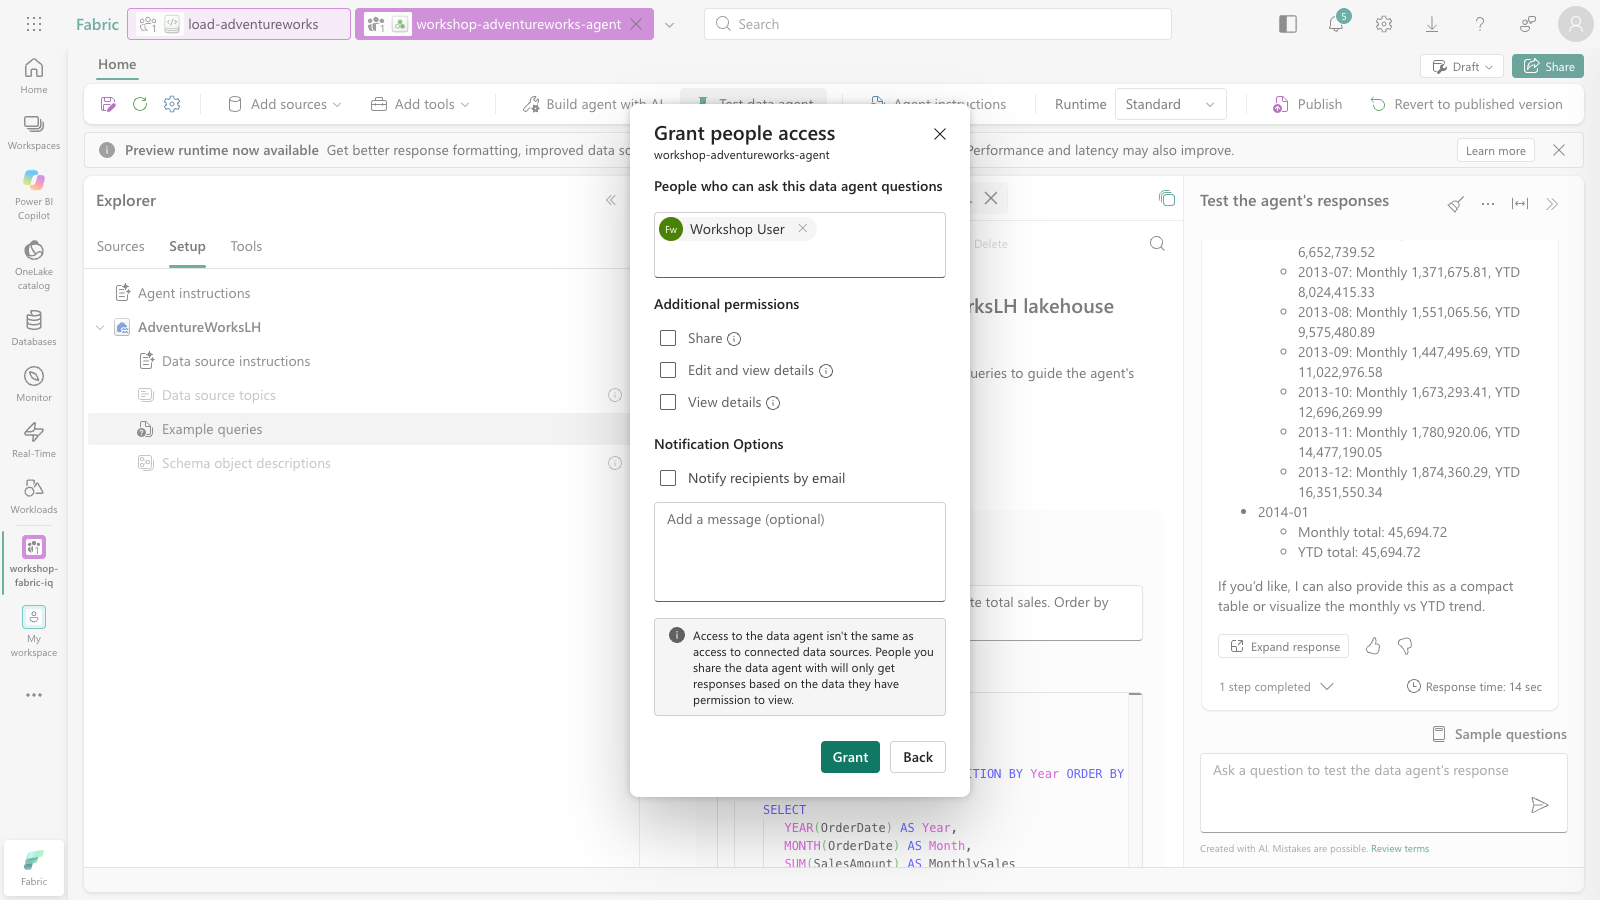 Fabric
load-adventureworks
workshop-adventureworks-agent
Search
5
Home
Draft
Share
Add sources
Add tools
Build agent with AI
Test data agent
Agent instructions
Runtime
Standard
Publish
Revert to published version
Preview runtime now available Get better response formatting, improved data so
Performance and latency may also improve.
Learn more
Home
Workspaces
Power BI
Copilot
OneLake
catalog
Databases
Monitor
Real-Time
Workloads
workshop-
fabric-iq
My
workspace
Fabric
Explorer
Sources
Setup
Tools
Agent instructions
AdventureWorksLH
Data source instructions
Data source topics
Example queries
Schema object descriptions
Grant people access
workshop-adventureworks-agent
People who can ask this data agent questions
Fw
Workshop User
Additional permissions
Share
Edit and view details
View details
Notification Options
Notify recipients by email
Add a message (optional)
Access to the data agent isn't the same as
access to connected data sources. People you
share the data agent with will only get
responses based on the data they have
permission to view.
Grant
Back
Delete
rksLH lakehouse
ueries to guide the agent's
te total sales. Order by
TION BY Year ORDER BY
SELECT
YEAR(OrderDate) AS Year,
MONTH(OrderDate) AS Month,
SUM(SalesAmount) AS MonthlySales
Test the agent's responses
6,652,739.52
2013-07: Monthly 1,371,675.81, YTD
8,024,415.33
2013-08: Monthly 1,551,065.56, YTD
9,575,480.89
2013-09: Monthly 1,447,495.69, YTD
11,022,976.58
2013-10: Monthly 1,673,293.41, YTD
12,696,269.99
2013-11: Monthly 1,780,920.06, YTD
14,477,190.05
2013-12: Monthly 1,874,360.29, YTD
16,351,550.34
2014-01
Monthly total: 45,694.72
YTD total: 45,694.72
If you'd like, I can also provide this as a compact
table or visualize the monthly vs YTD trend.
Expand response
1 step completed
Response time: 14 sec
Sample questions
Ask a question to test the data agent's response
Created with AI. Mistakes are possible. Review terms